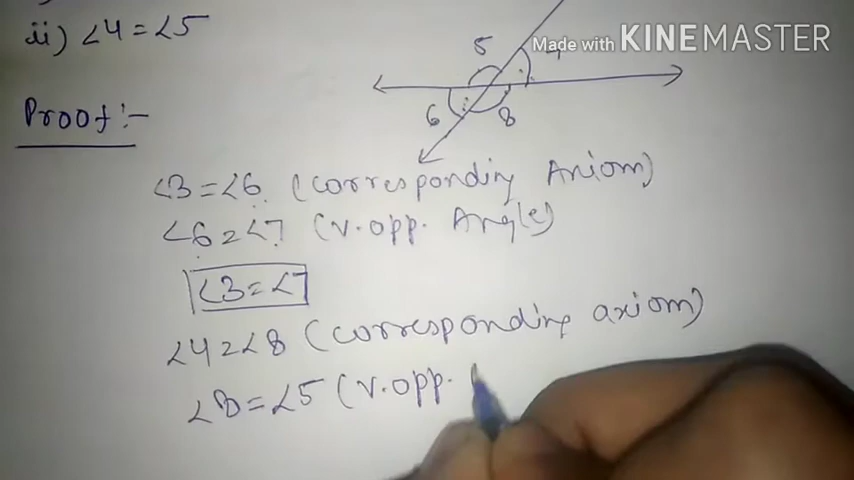 ii) ∠4 = ∠5
Made with KINEMASTER
5
7
6
8
Proof :-
∠3 = ∠6 (corresponding Axiom)
∠6 = ∠7 (v.opp. Angle)
∠3 = ∠7
∠4 = ∠8 (corresponding axiom)
∠8 = ∠5 (v.opp.